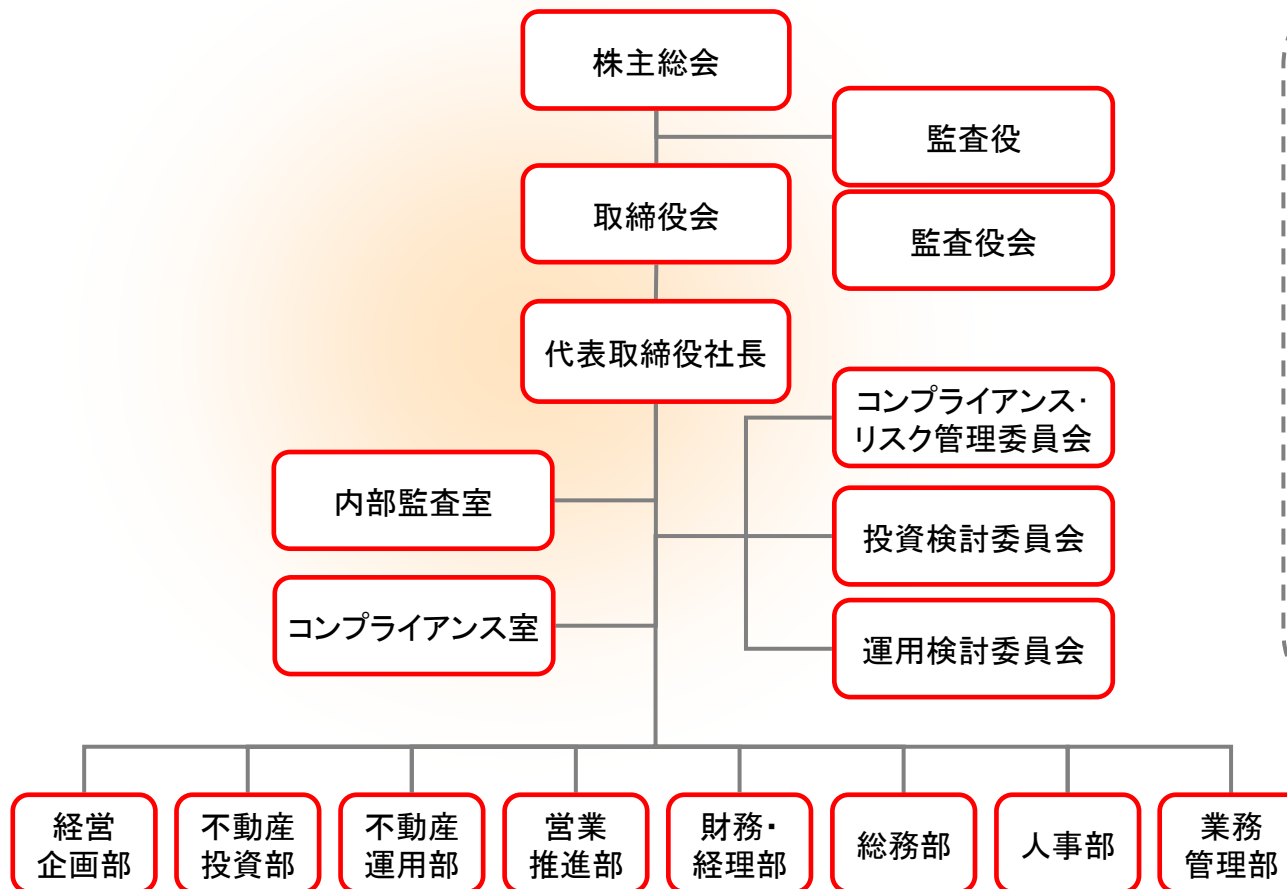 株主総会
監査役
取締役会
監査役会
代表取締役社長
コンプライアンス・
リスク管理委員会
内部監査室
投資検討委員会
コンプライアンス室
運用検討委員会
経営
企画部
不動産
投資部
不動産
運用部
営業
推進部
財務・
経理部
総務部
人事部
業務
管理部